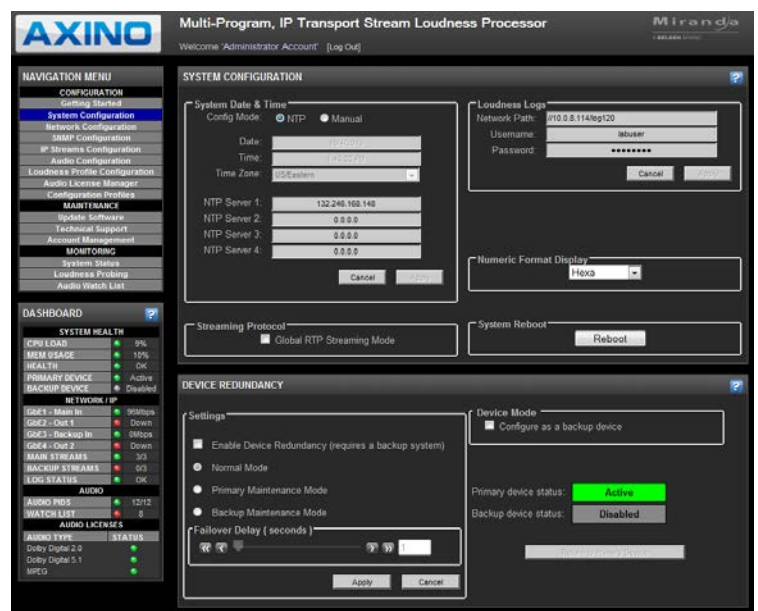 AXINO
Multi-Program, IP Transport Stream Loudness Processor
Welcome 'Administrator Account' [Log Out]
Miranda
NAVIGATION MENU
CONFIGURATION
Getting Started
System Configuration
Network Configuration
SNMP Configuration
IP Streams Configuration
Audio Configuration
Loudness Profile Configuration
Audio License Manager
Configuration Profiles
MAINTENANCE
Update Software
Technical Support
Account Management
MONITORING
System Status
Loudness Probing
Audio Watch List
DASHBOARD ?
SYSTEM HEALTH
CPU LOAD 9%
MEM USAGE 10%
HEALTH OK
PRIMARY DEVICE Active
BACKUP DEVICE Disabled
NETWORK / IP
GbE1 - Main In 96Mbps
GbE2 - Out 1 Down
GbE3 - Backup In 0Mbps
GbE4 - Out 2 Down
MAIN STREAMS 3/3
BACKUP STREAMS 0/3
LOG STATUS OK
AUDIO
AUDIO PIDS 12/12
WATCH LIST 8
AUDIO LICENSES
AUDIO TYPE STATUS
Dolby Digital 2.0
Dolby Digital 5.1
MPEG
SYSTEM CONFIGURATION ?
System Date & Time
Config Mode: NTP Manual
Date:
Time:
Time Zone: US/Eastern
NTP Server 1: 132.246.168.148
NTP Server 2: 0.0.0.0
NTP Server 3: 0.0.0.0
NTP Server 4: 0.0.0.0
Cancel Apply
Loudness Logs
Network Path: //10.0.8.114/leg120
Username: labuser
Password: ••••••••
Cancel Apply
Numeric Format Display
Hexa
Streaming Protocol
Global RTP Streaming Mode
System Reboot
Reboot
DEVICE REDUNDANCY ?
Settings
Enable Device Redundancy (requires a backup system)
Normal Mode
Primary Maintenance Mode
Backup Maintenance Mode
Failover Delay ( seconds )
1
Apply Cancel
Device Mode
Configure as a backup device
Primary device status: Active
Backup device status: Disabled